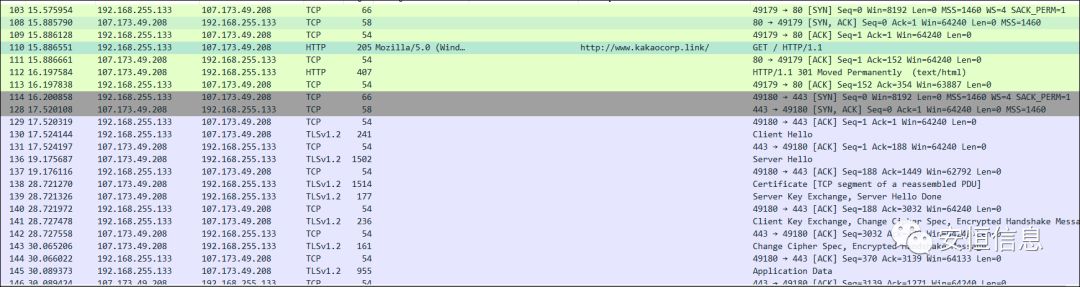 103 15.575954 192.168.255.133 107.173.49.208 TCP 66 49179 → 80 [SYN] Seq=0 Win=8192 Len=0 MSS=1460 WS=4 SACK_PERM=1
108 15.885790 107.173.49.208 192.168.255.133 TCP 58 80 → 49179 [SYN, ACK] Seq=0 Ack=1 Win=64240 Len=0 MSS=1460
109 15.886128 192.168.255.133 107.173.49.208 TCP 54 49179 → 80 [ACK] Seq=1 Ack=1 Win=64240 Len=0
110 15.886551 192.168.255.133 107.173.49.208 HTTP 205 Mozilla/5.0 (Wind… http://www.kakaocorp.link/ GET / HTTP/1.1
111 15.886661 107.173.49.208 192.168.255.133 TCP 54 80 → 49179 [ACK] Seq=1 Ack=152 Win=64240 Len=0
112 16.197584 107.173.49.208 192.168.255.133 HTTP 407 HTTP/1.1 301 Moved Permanently (text/html)
113 16.197838 192.168.255.133 107.173.49.208 TCP 54 49179 → 80 [ACK] Seq=152 Ack=354 Win=63887 Len=0
114 16.200858 192.168.255.133 107.173.49.208 TCP 66 49180 → 443 [SYN] Seq=0 Win=8192 Len=0 MSS=1460 WS=4 SACK_PERM=1
128 17.520108 107.173.49.208 192.168.255.133 TCP 58 443 → 49180 [SYN, ACK] Seq=0 Ack=1 Win=64240 Len=0 MSS=1460
129 17.520319 192.168.255.133 107.173.49.208 TCP 54 49180 → 443 [ACK] Seq=1 Ack=1 Win=64240 Len=0
130 17.524144 192.168.255.133 107.173.49.208 TLSv1.2 241 Client Hello
131 17.524197 107.173.49.208 192.168.255.133 TCP 54 443 → 49180 [ACK] Seq=1 Ack=188 Win=64240 Len=0
136 19.175687 107.173.49.208 192.168.255.133 TLSv1.2 1502 Server Hello
137 19.176116 192.168.255.133 107.173.49.208 TCP 54 49180 → 443 [ACK] Seq=188 Ack=1449 Win=62792 Len=0
138 28.721270 107.173.49.208 192.168.255.133 TLSv1.2 1514 Certificate [TCP segment of a reassembled PDU]
139 28.721326 107.173.49.208 192.168.255.133 TLSv1.2 177 Server Key Exchange, Server Hello Done
140 28.721972 192.168.255.133 107.173.49.208 TCP 54 49180 → 443 [ACK] Seq=188 Ack=3032 Win=64240 Len=0
141 28.727478 192.168.255.133 107.173.49.208 TLSv1.2 236 Client Key Exchange, Change Cipher Spec, Encrypted Handshake Messa
142 28.727558 107.173.49.208 192.168.255.133 TCP 54 443 → 49180 [ACK] Seq=3032 Len=0
143 30.065206 107.173.49.208 192.168.255.133 TLSv1.2 161 Change Cipher Spec, Encrypted
144 30.066022 192.168.255.133 107.173.49.208 TCP 54 49180 → 443 [ACK] Seq=370 Ack=3139 Win=64133 Len=0
145 30.089373 192.168.255.133 107.173.49.208 TLSv1.2 955 Application Data
146 30.089424 107.173.49.208 192.168.255.133 TCP 54 443 → 49180 [ACK] Seq=3139 Ack=1271 Win=64240 Len=0
安恒信息